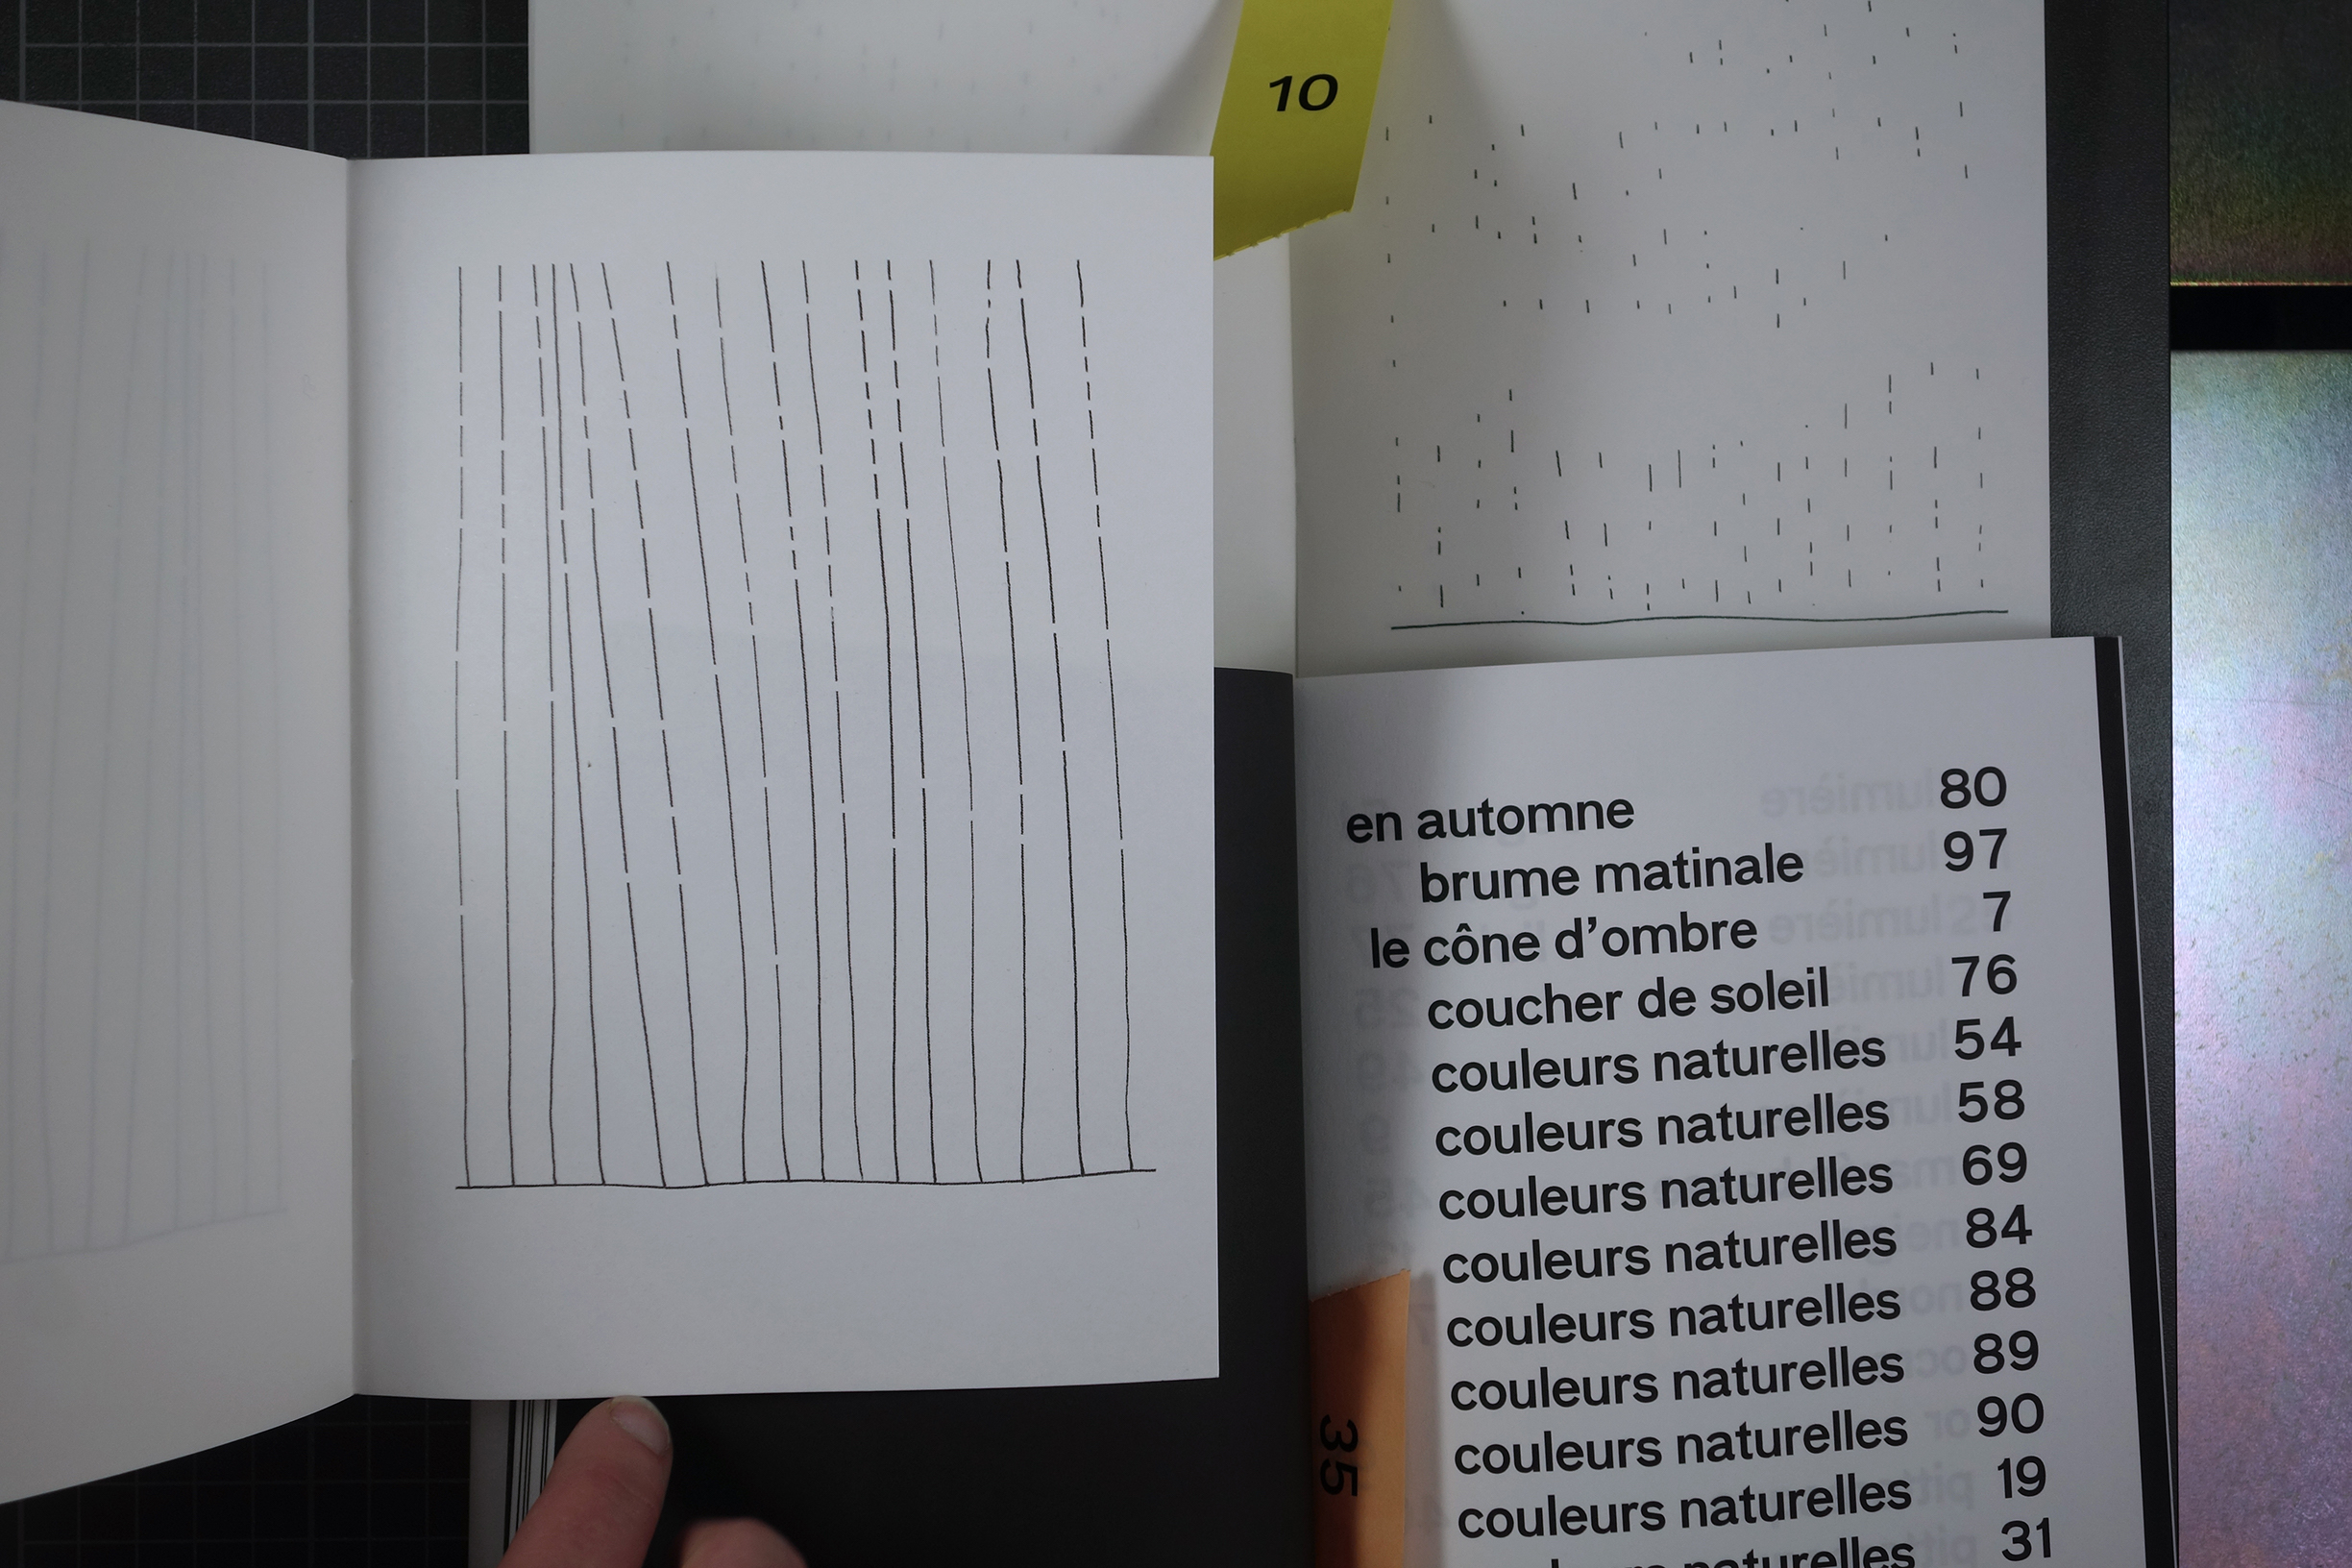 10
en automne 80
brume matinale 97
le cône d’ombre 7
coucher de soleil 76
couleurs naturelles 54
couleurs naturelles 58
couleurs naturelles 69
couleurs naturelles 84
couleurs naturelles 88
couleurs naturelles 89
couleurs naturelles 90
couleurs naturelles 19
naturelles 31
35